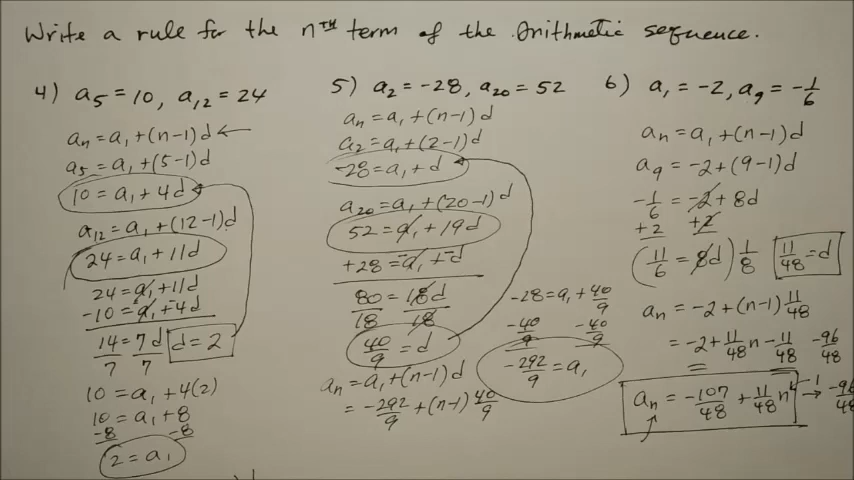 Write a rule for the nTH term of the Arithmetic sequence.
4) a₅ = 10, a₁₂ = 24
aₙ = a₁ + (n-1)d ←
a₅ = a₁ + (5-1)d
10 = a₁ + 4d
a₁₂ = a₁ + (12-1)d
24 = a₁ + 11d
24 = a₁ + 11d
-10 = a₁ + -4d
14 = 7d
7 7
d = 2
10 = a₁ + 4(2)
10 = a₁ + 8
-8 -8
2 = a₁
5) a₂ = -28, a₂₀ = 52
aₙ = a₁ + (n-1)d
a₂ = a₁ + (2-1)d
-28 = a₁ + d
a₂₀ = a₁ + (20-1)d
52 = a₁ + 19d
+28 = -a₁ + -d
80 = 18d
18 18
40/9 = d
aₙ = a₁ + (n-1)d
= -292/9 + (n-1) 40/9
-28 = a₁ + 40/9
-40/9 -40/9
-292/9 = a₁
6) a₁ = -2, a₉ = -1/6
aₙ = a₁ + (n-1)d
a₉ = -2 + (9-1)d
-1/6 = -2 + 8d
+2 +2
(11/6 = 8d) 1/8
11/48 = d
aₙ = -2 + (n-1) 11/48
= -2 + 11/48 n - 11/48 -96/48
aₙ = -107/48 + 11/48 n